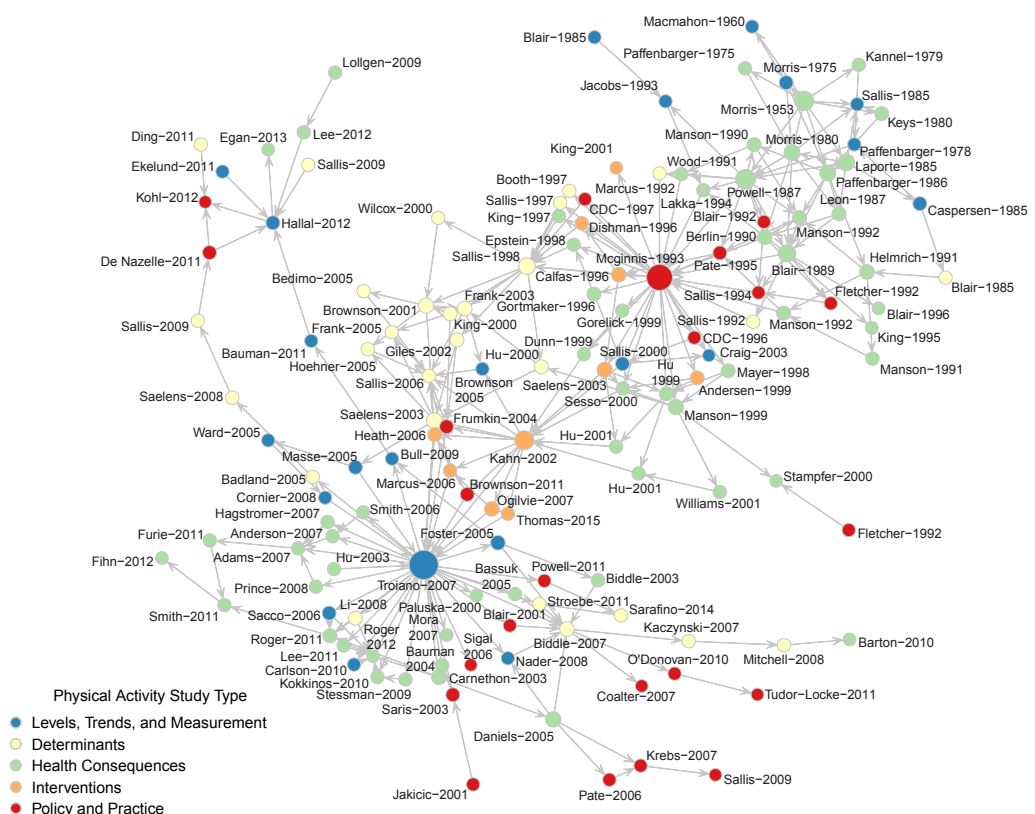 Macmahon−1960
Blair−1985
Paffenbarger−1975
Kannel−1979
Morris−1975
Lollgen−2009
Jacobs−1993
Sallis−1985
Morris−1953
Keys−1980
Ding−2011
Egan−2013
Lee−2012
Manson−1990
Morris−1980
Paffenbarger−1978
King−2001
Ekelund−2011
Sallis−2009
Wood−1991
Laporte−1985
Booth−1997
Marcus−1992
Powell−1987
Paffenbarger−1986
Kohl−2012
Sallis−1997
CDC−1997
Lakka−1994
Leon−1987
Wilcox−2000
King−1997
Caspersen−1985
Hallal−2012
Dishman−1996
Blair−1992
Manson−1992
Epstein−1998
Berlin−1990
Mcginnis−1993
De Nazelle−2011
Sallis−1998
Helmrich−1991
Bedimo−2005
Calfas−1996
Pate−1995
Blair−1989
Blair−1985
Frank−2003
Gortmaker−1996
Sallis−1994
Fletcher−1992
Brownson−2001
Sallis−2009
Frank−2005
King−2000
Gorelick−1999
Sallis−1992
Manson−1992
Blair−1996
Giles−2002
Dunn−1999
CDC−1996
King−1995
Bauman−2011
Hu−2000
Sallis−2000
Craig−2003
Hoehner−2005
Hu
1999
Mayer−1998
Manson−1991
Sallis−2006
Brownson
2005
Saelens−2003
Andersen−1999
Saelens−2008
Sesso−2000
Saelens−2003
Frumkin−2004
Manson−1999
Ward−2005
Heath−2006
Hu−2001
Kahn−2002
Masse−2005
Bull−2009
Badland−2005
Marcus−2006
Brownson−2011
Hu−2001
Stampfer−2000
Cornier−2008
Ogilvie−2007
Williams−2001
Hagstromer−2007
Smith−2006
Thomas−2015
Furie−2011
Anderson−2007
Foster−2005
Fletcher−1992
Fihn−2012
Adams−2007
Hu−2003
Bassuk
2005
Powell−2011
Biddle−2003
Prince−2008
Troiano−2007
Smith−2011
Sacco−2006
Li−2008
Paluska−2000
Blair−2001
Stroebe−2011
Sarafino−2014
Roger−2011
Roger
2012
Mora
2007
Sigal
2006
Biddle−2007
Kaczynski−2007
Barton−2010
Lee−2011
Bauman
2004
Nader−2008
O'Donovan−2010
Mitchell−2008
Carlson−2010
Carnethon−2003
Kokkinos−2010
Stessman−2009
Coalter−2007
Tudor−Locke−2011
Saris−2003
Daniels−2005
Krebs−2007
Sallis−2009
Jakicic−2001
Pate−2006
Physical Activity Study Type
Levels, Trends, and Measurement
Determinants
Health Consequences
Interventions
Policy and Practice